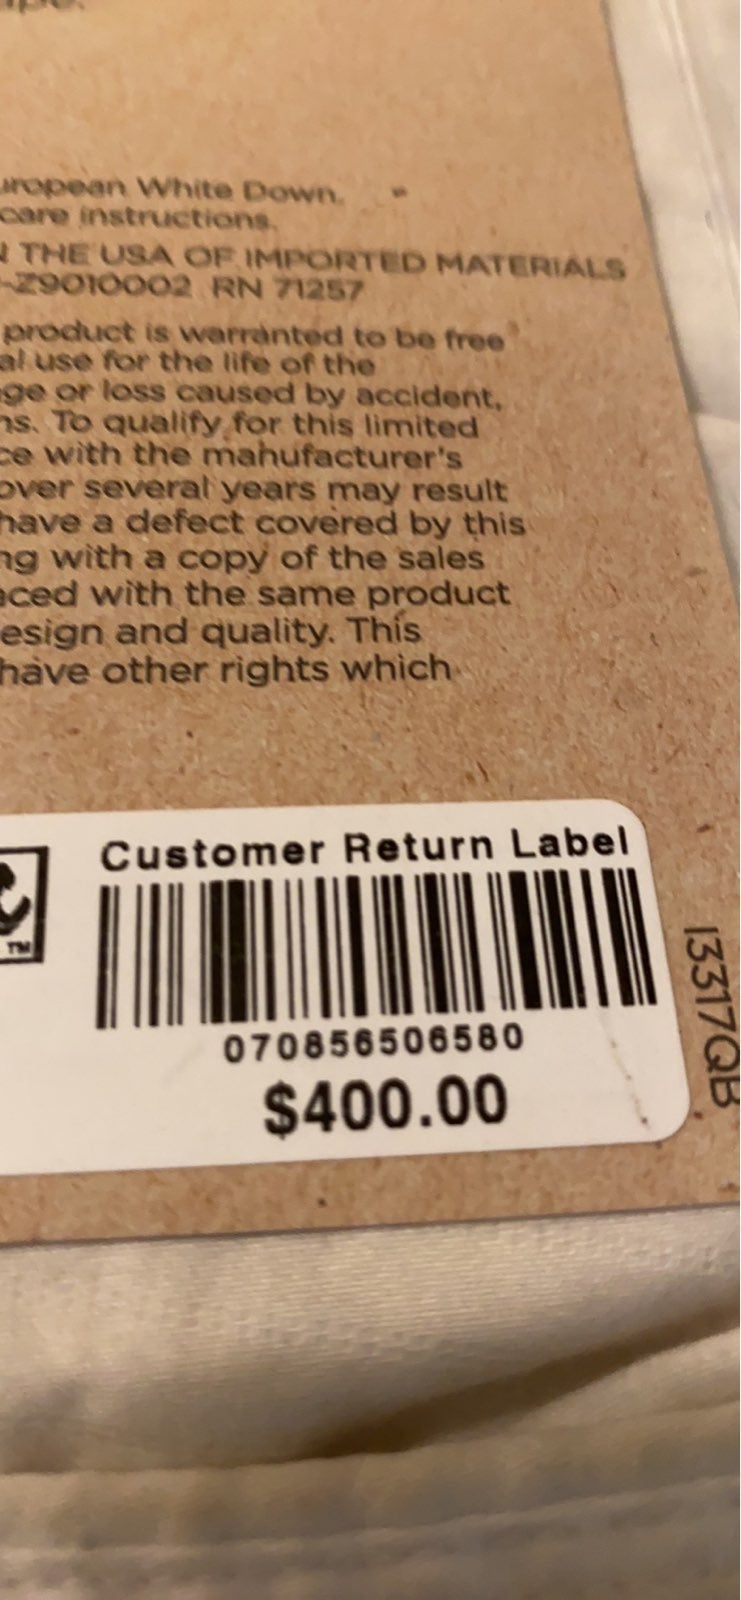 uropean White Down.
care instructions.
N THE USA OF IMPORTED MATERIALS
-Z9010002 RN 71257
product is warranted to be free
al use for the life of the
ge or loss caused by accident,
ns. To qualify for this limited
ce with the mahufacturer's
over several years may result
have a defect covered by this
ng with a copy of the sales
aced with the same product
esign and quality. This
have other rights which
Customer Return Label
TM
070856506580
$400.00
13317QB